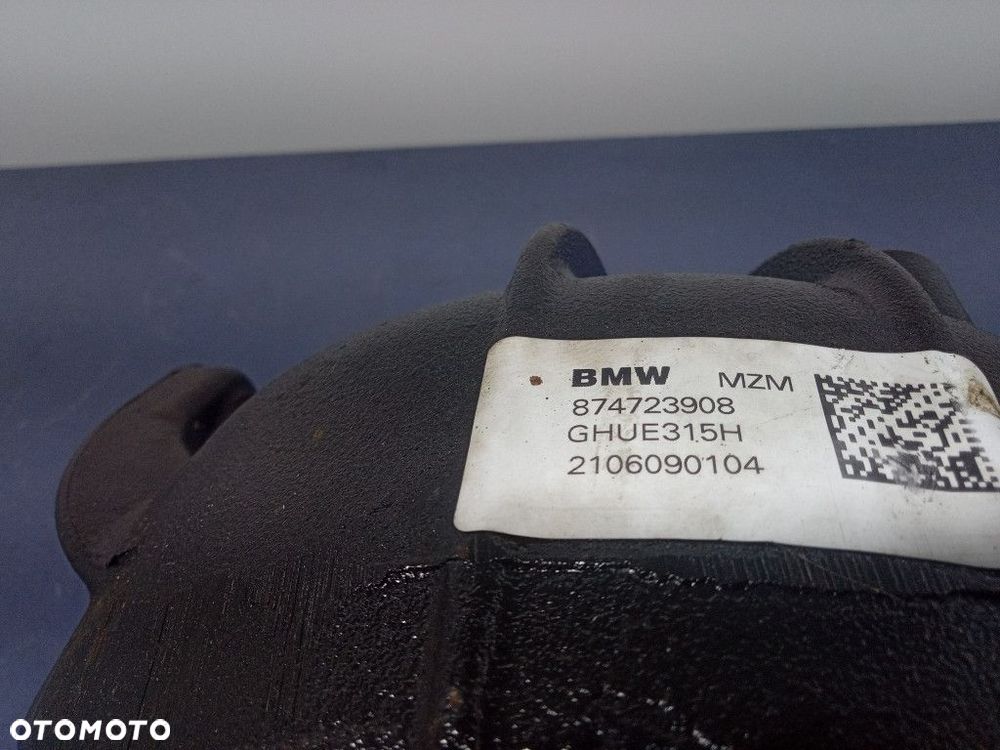 BMW MZM
874723908
GHUE315H
2106090104
OTOMOTO